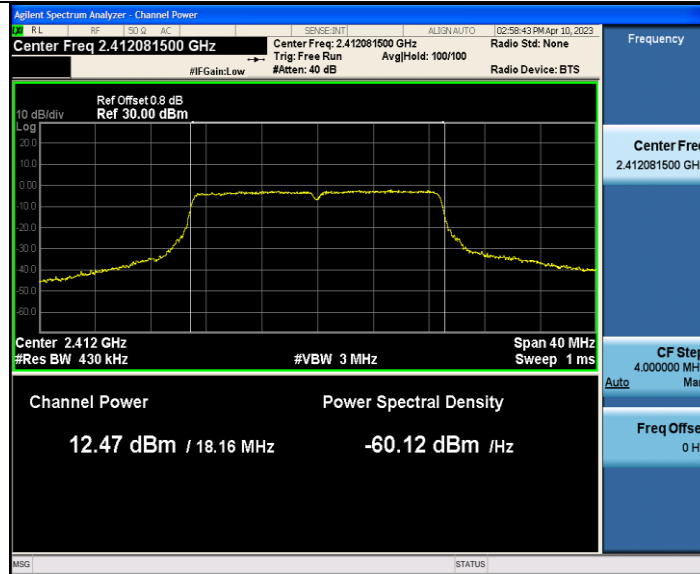 Agilent Spectrum Analyzer - Channel Power
RL RF 50 Ω AC SENSE:INT ALIGN AUTO 02:58:43 PM Apr 10, 2023
Center Freq 2.412081500 GHz
Center Freq: 2.412081500 GHz
Radio Std: None
Trig: Free Run Avg|Hold: 100/100
#IFGain:Low #Atten: 40 dB Radio Device: BTS
Ref Offset 0.8 dB
10 dB/div Ref 30.00 dBm
Log
20.0
10.0
0.00
-10.0
-20.0
-30.0
-40.0
-50.0
-60.0
Center 2.412 GHz Span 40 MHz
#Res BW 430 kHz #VBW 3 MHz Sweep 1 ms
Channel Power Power Spectral Density
12.47 dBm / 18.16 MHz -60.12 dBm /Hz
MSG STATUS
Frequency
Center Fre
2.412081500 GH
CF Step
4.000000 MH
Auto Man
Freq Offse
0 H